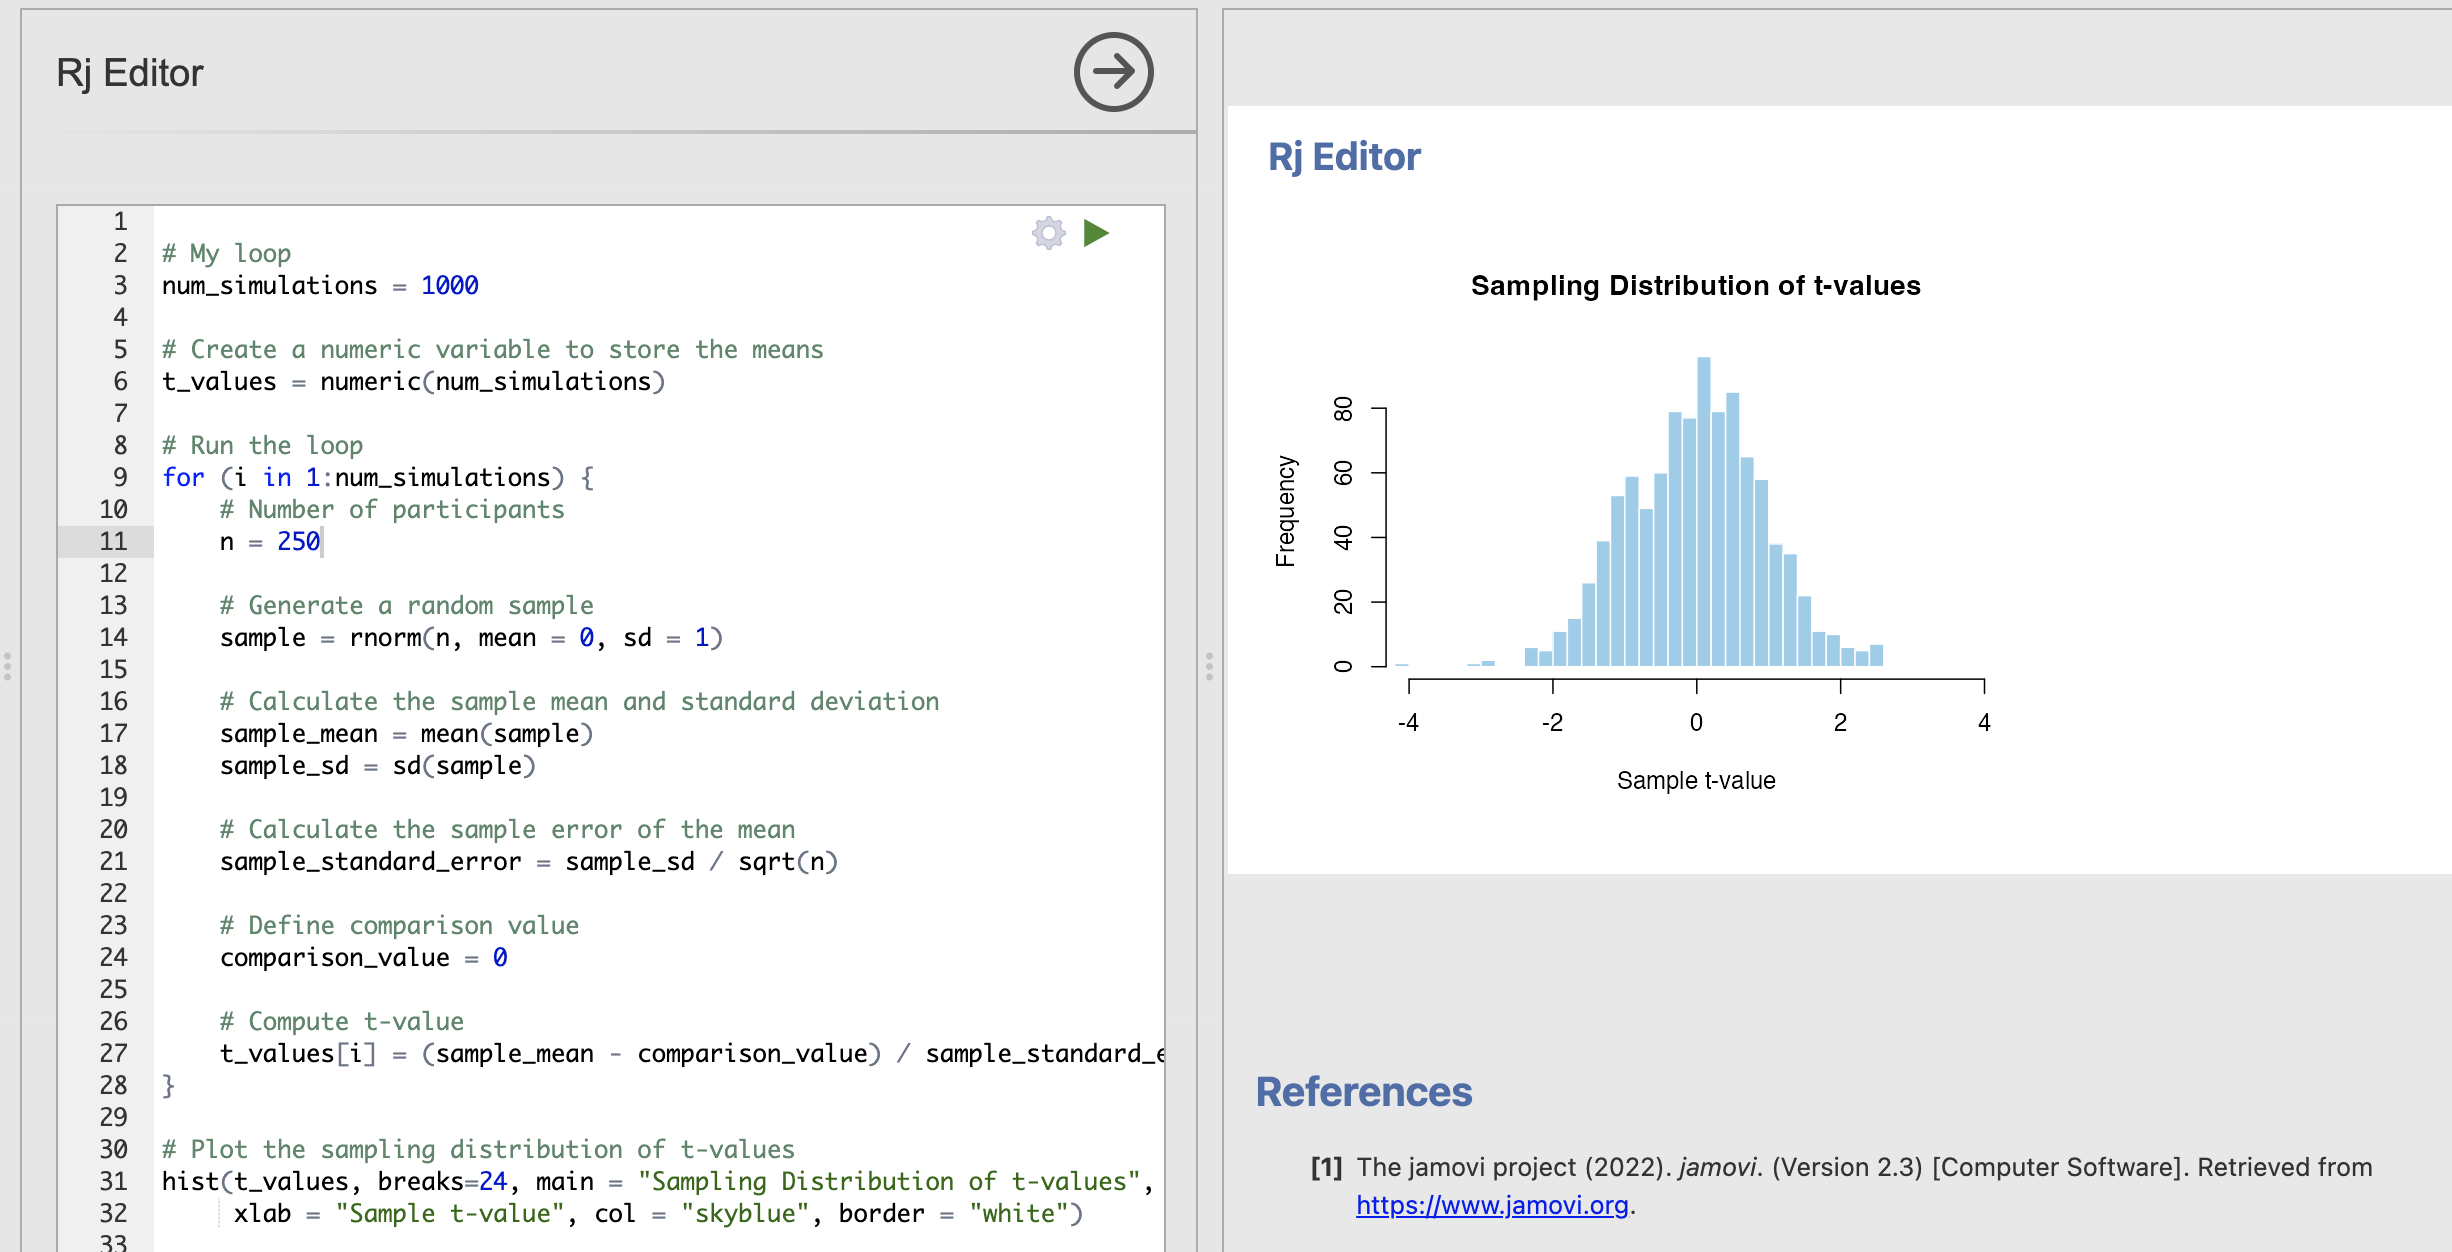 Rj Editor
1
2 # My loop
3 num_simulations = 1000
4
5 # Create a numeric variable to store the means
6 t_values = numeric(num_simulations)
7
8 # Run the loop
9 for (i in 1:num_simulations) {
10 # Number of participants
11 n = 250
12
13 # Generate a random sample
14 sample = rnorm(n, mean = 0, sd = 1)
15
16 # Calculate the sample mean and standard deviation
17 sample_mean = mean(sample)
18 sample_sd = sd(sample)
19
20 # Calculate the sample error of the mean
21 sample_standard_error = sample_sd / sqrt(n)
22
23 # Define comparison value
24 comparison_value = 0
25
26 # Compute t-value
27 t_values[i] = (sample_mean - comparison_value) / sample_standard_e
28 }
29
30 # Plot the sampling distribution of t-values
31 hist(t_values, breaks=24, main = "Sampling Distribution of t-values",
32 xlab = "Sample t-value", col = "skyblue", border = "white")
33
Rj Editor
Sampling Distribution of t-values
Frequency
80
60
40
20
0
-4 -2 0 2 4
Sample t-value
References
[1] The jamovi project (2022). jamovi. (Version 2.3) [Computer Software]. Retrieved from
https://www.jamovi.org.